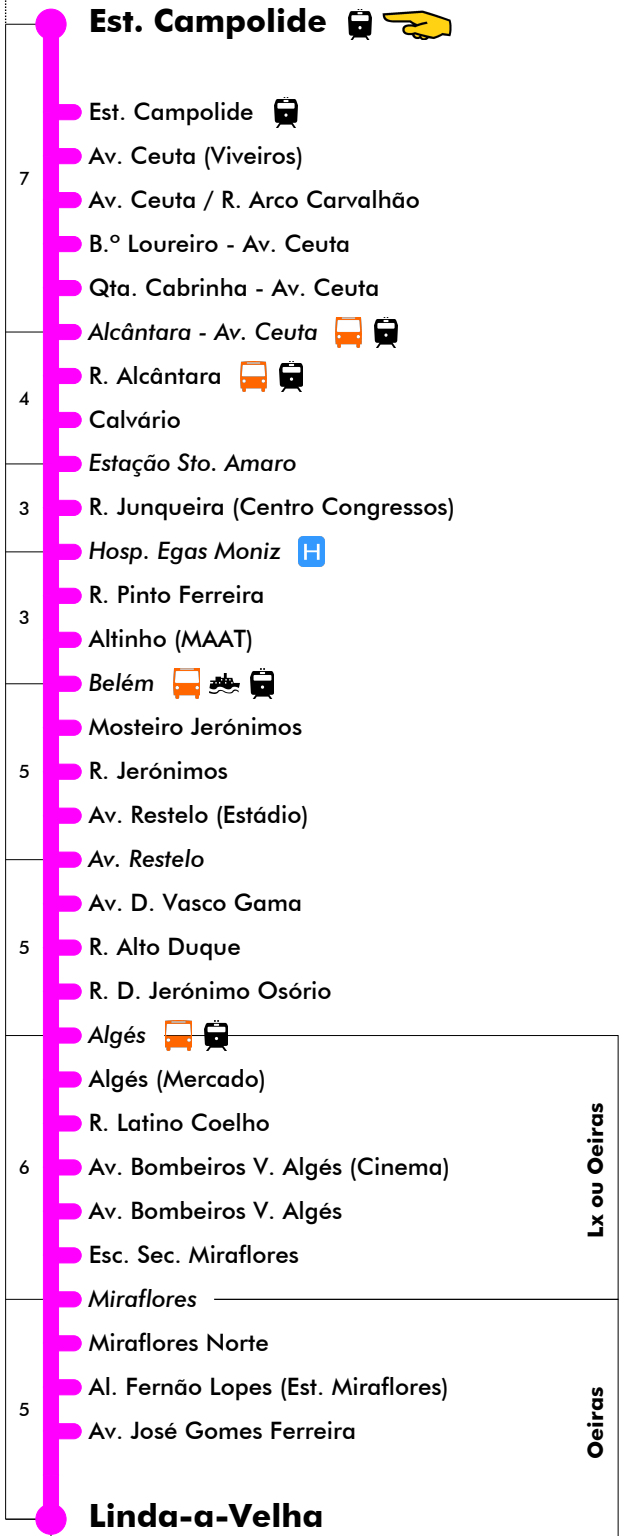 Est. Campolide
Est. Campolide
Av. Ceuta (Viveiros)
7
Av. Ceuta / R. Arco Carvalhão
B.º Loureiro - Av. Ceuta
Qta. Cabrinha - Av. Ceuta
Alcântara - Av. Ceuta
R. Alcântara
4
Calvário
Estação Sto. Amaro
3
R. Junqueira (Centro Congressos)
Hosp. Egas Moniz H
R. Pinto Ferreira
3
Altinho (MAAT)
Belém
Mosteiro Jerónimos
5
R. Jerónimos
Av. Restelo (Estádio)
Av. Restelo
Av. D. Vasco Gama
5
R. Alto Duque
R. D. Jerónimo Osório
Algés
Algés (Mercado)
R. Latino Coelho
6
Av. Bombeiros V. Algés (Cinema)
Lx ou Oeiras
Av. Bombeiros V. Algés
Esc. Sec. Miraflores
Miraflores
Miraflores Norte
Al. Fernão Lopes (Est. Miraflores)
5
Av. José Gomes Ferreira
Oeiras
Linda-a-Velha